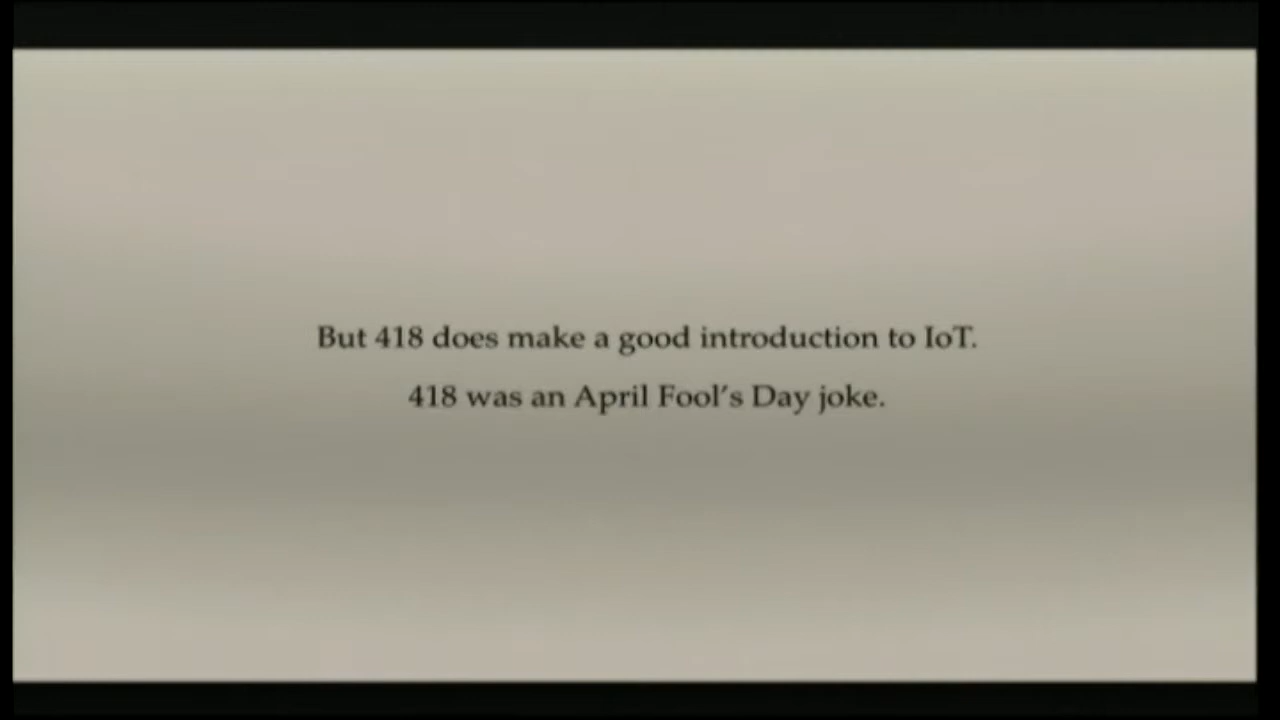 But 418 does make a good introduction to IoT.
418 was an April Fool's Day joke.